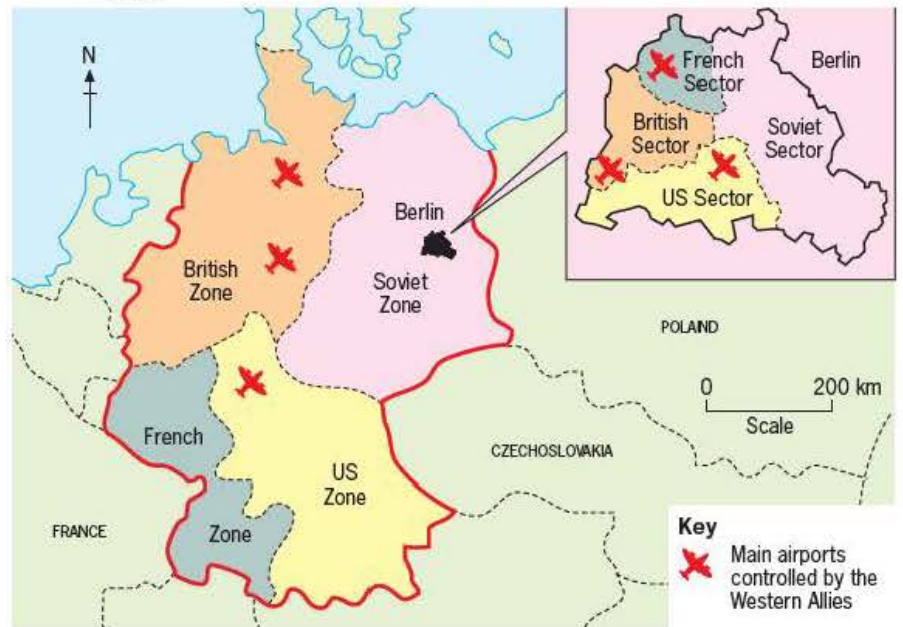 N
British
Zone
Berlin
Soviet
Zone
French
Zone
US
Zone
FRANCE
POLAND
CZECHOSLOVAKIA
0 200 km
Scale
French
Sector
Berlin
British
Sector
Soviet
Sector
US Sector
Key
Main airports
controlled by the
Western Allies